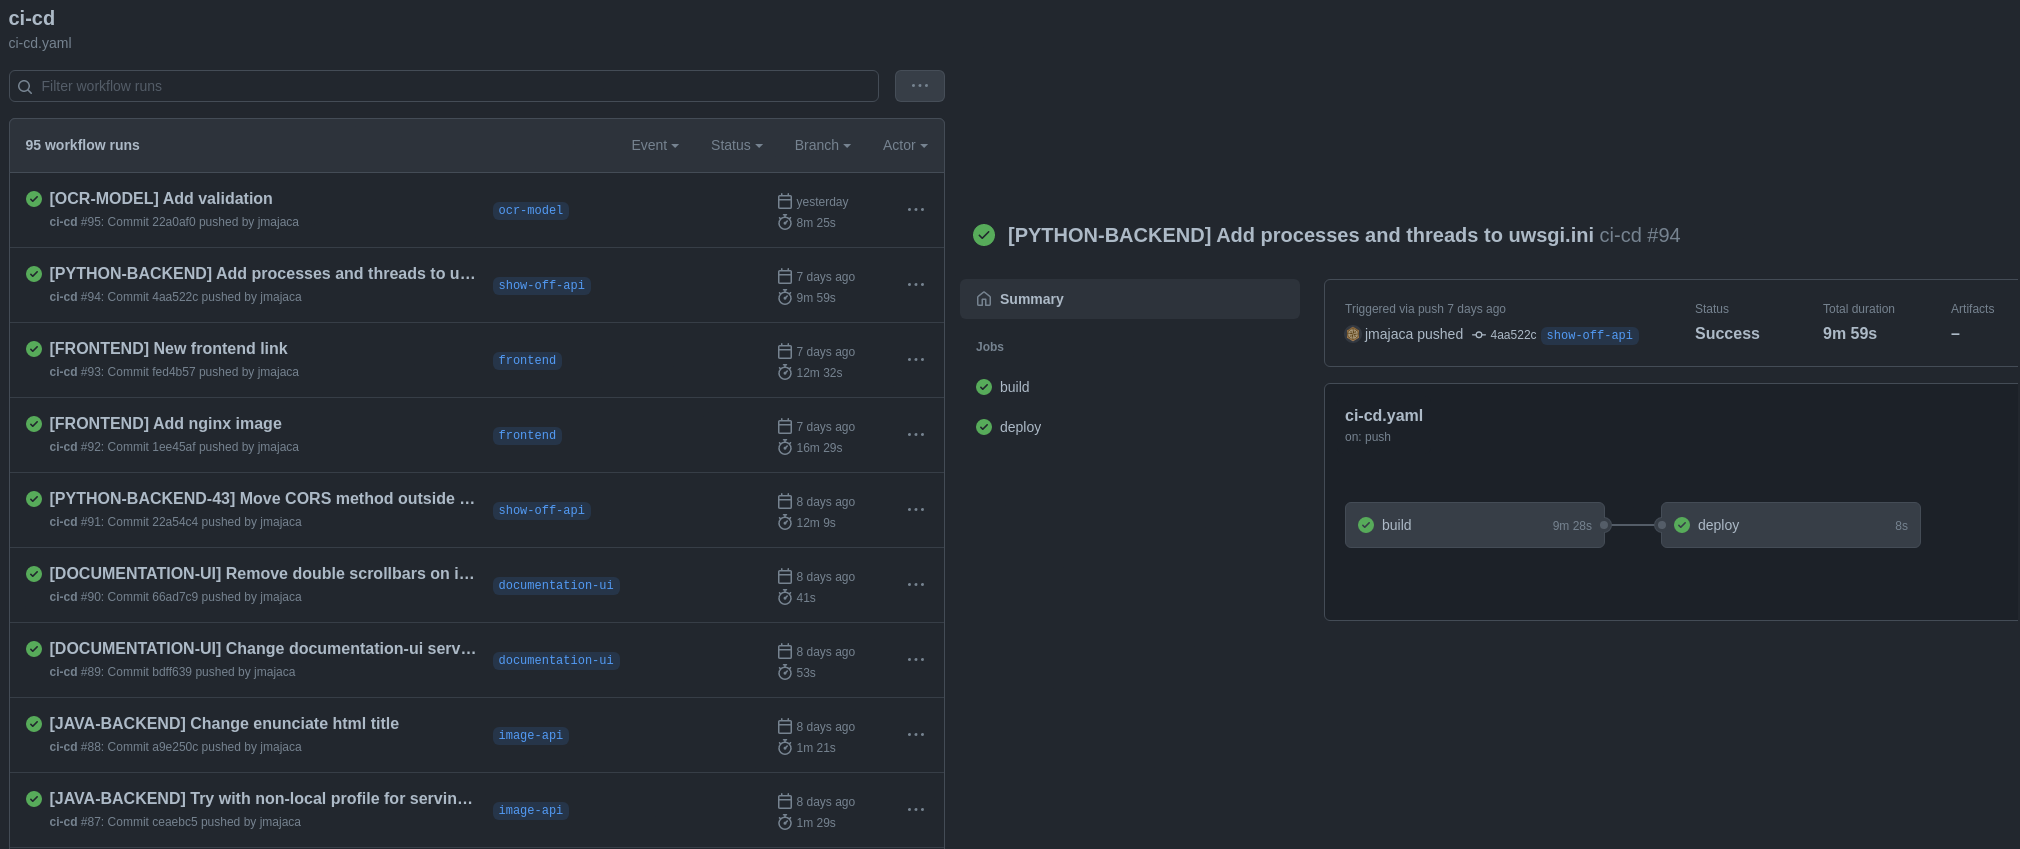 ci-cd
ci-cd.yaml
Filter workflow runs
95 workflow runs
Event
Status
Branch
Actor
[OCR-MODEL] Add validation
ci-cd #95: Commit 22a0af0 pushed by jmajaca
ocr-model
yesterday
8m 25s
[PYTHON-BACKEND] Add processes and threads to u…
ci-cd #94: Commit 4aa522c pushed by jmajaca
show-off-api
7 days ago
9m 59s
[FRONTEND] New frontend link
ci-cd #93: Commit fed4b57 pushed by jmajaca
frontend
7 days ago
12m 32s
[FRONTEND] Add nginx image
ci-cd #92: Commit 1ee45af pushed by jmajaca
frontend
7 days ago
16m 29s
[PYTHON-BACKEND-43] Move CORS method outside …
ci-cd #91: Commit 22a54c4 pushed by jmajaca
show-off-api
8 days ago
12m 9s
[DOCUMENTATION-UI] Remove double scrollbars on i…
ci-cd #90: Commit 66ad7c9 pushed by jmajaca
documentation-ui
8 days ago
41s
[DOCUMENTATION-UI] Change documentation-ui serv…
ci-cd #89: Commit bdff639 pushed by jmajaca
documentation-ui
8 days ago
53s
[JAVA-BACKEND] Change enunciate html title
ci-cd #88: Commit a9e250c pushed by jmajaca
image-api
8 days ago
1m 21s
[JAVA-BACKEND] Try with non-local profile for servin…
ci-cd #87: Commit ceaebc5 pushed by jmajaca
image-api
8 days ago
1m 29s
[PYTHON-BACKEND] Add processes and threads to uwsgi.ini ci-cd #94
Summary
Jobs
build
deploy
Triggered via push 7 days ago
jmajaca pushed 4aa522c show-off-api
Status
Success
Total duration
9m 59s
Artifacts
–
ci-cd.yaml
on: push
build
9m 28s
deploy
8s